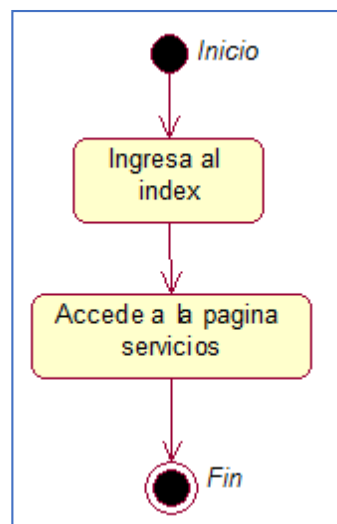 Inicio
Ingresa al
index
Accede a la pagina
servicios
Fin